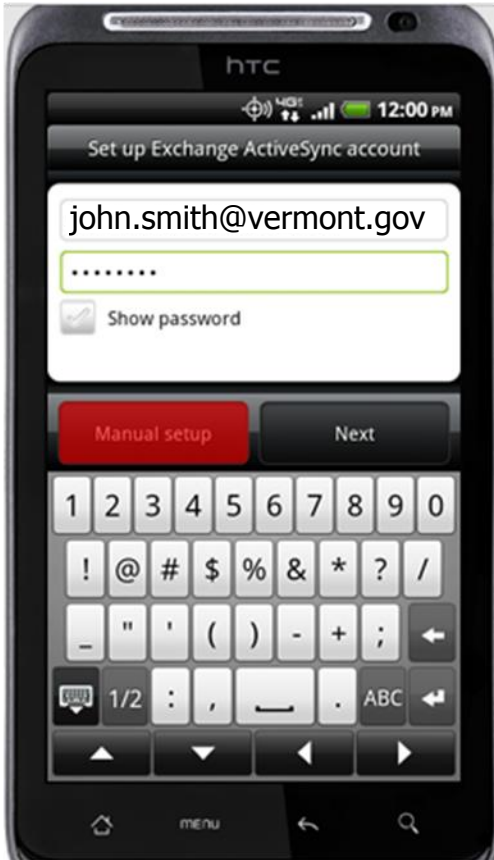 hTC
4G
12:00 PM
Set up Exchange ActiveSync account
john.smith@vermont.gov
••••••••
Show password
Manual setup
Next
1 2 3 4 5 6 7 8 9 0
! @ # $ % & * ? /
_ " ' ( ) - + ;
1/2 : , . ABC
MENU